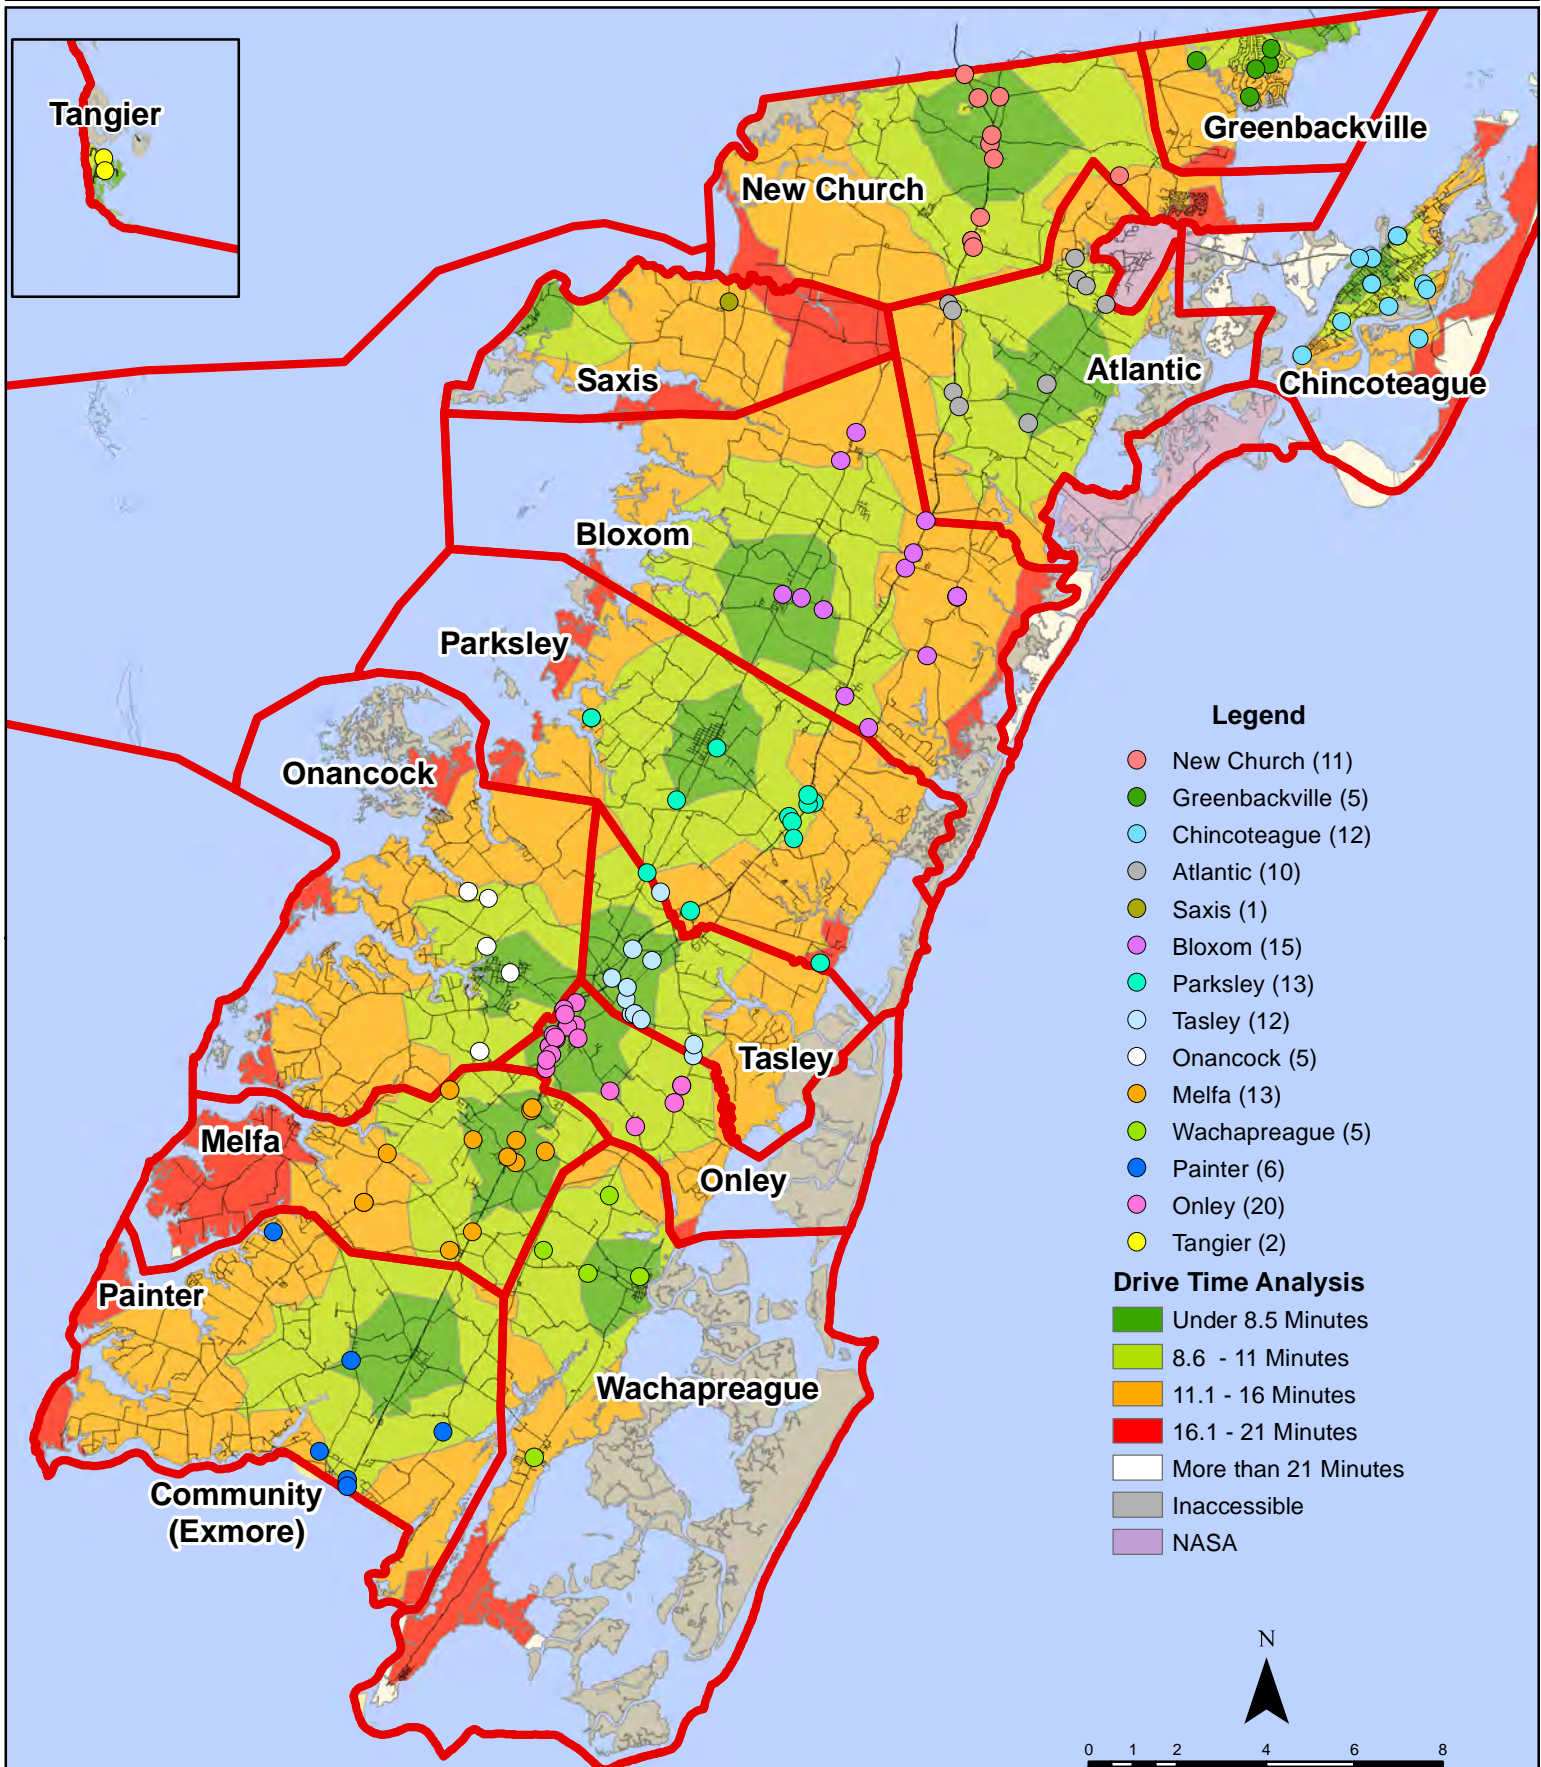 Tangier
Greenbackville
New Church
Atlantic
Chincoteague
Saxis
Bloxom
Parksley
Onancock
Tasley
Melfa
Onley
Painter
Wachapreague
Community
(Exmore)
Legend
New Church (11)
Greenbackville (5)
Chincoteague (12)
Atlantic (10)
Saxis (1)
Bloxom (15)
Parksley (13)
Tasley (12)
Onancock (5)
Melfa (13)
Wachapreague (5)
Painter (6)
Onley (20)
Tangier (2)
Drive Time Analysis
Under 8.5 Minutes
8.6 - 11 Minutes
11.1 - 16 Minutes
16.1 - 21 Minutes
More than 21 Minutes
Inaccessible
NASA
N
0 1 2 4 6 8